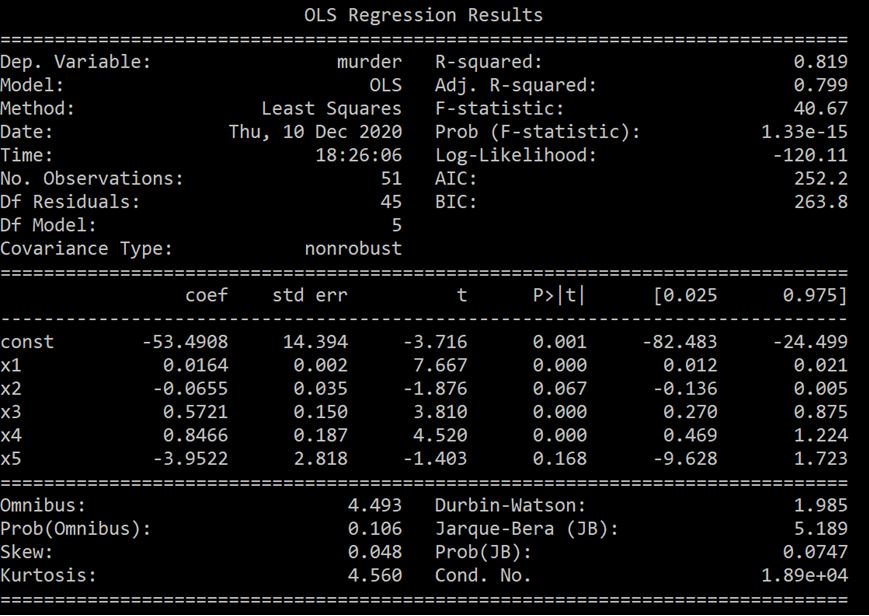 OLS Regression Results
==============================================================================
Dep. Variable:                 murder   R-squared:                       0.819
Model:                            OLS   Adj. R-squared:                  0.799
Method:                 Least Squares   F-statistic:                     40.67
Date:                Thu, 10 Dec 2020   Prob (F-statistic):           1.33e-15
Time:                        18:26:06   Log-Likelihood:                -120.11
No. Observations:                  51   AIC:                             252.2
Df Residuals:                      45   BIC:                             263.8
Df Model:                           5
Covariance Type:            nonrobust
==============================================================================
                 coef    std err          t      P>|t|      [0.025      0.975]
------------------------------------------------------------------------------
const        -53.4908     14.394     -3.716      0.001     -82.483     -24.499
x1             0.0164      0.002      7.667      0.000       0.012       0.021
x2            -0.0655      0.035     -1.876      0.067      -0.136       0.005
x3             0.5721      0.150      3.810      0.000       0.270       0.875
x4             0.8466      0.187      4.520      0.000       0.469       1.224
x5            -3.9522      2.818     -1.403      0.168      -9.628       1.723
==============================================================================
Omnibus:                        4.493   Durbin-Watson:                   1.985
Prob(Omnibus):                  0.106   Jarque-Bera (JB):                5.189
Skew:                           0.048   Prob(JB):                       0.0747
Kurtosis:                       4.560   Cond. No.                     1.89e+04
==============================================================================